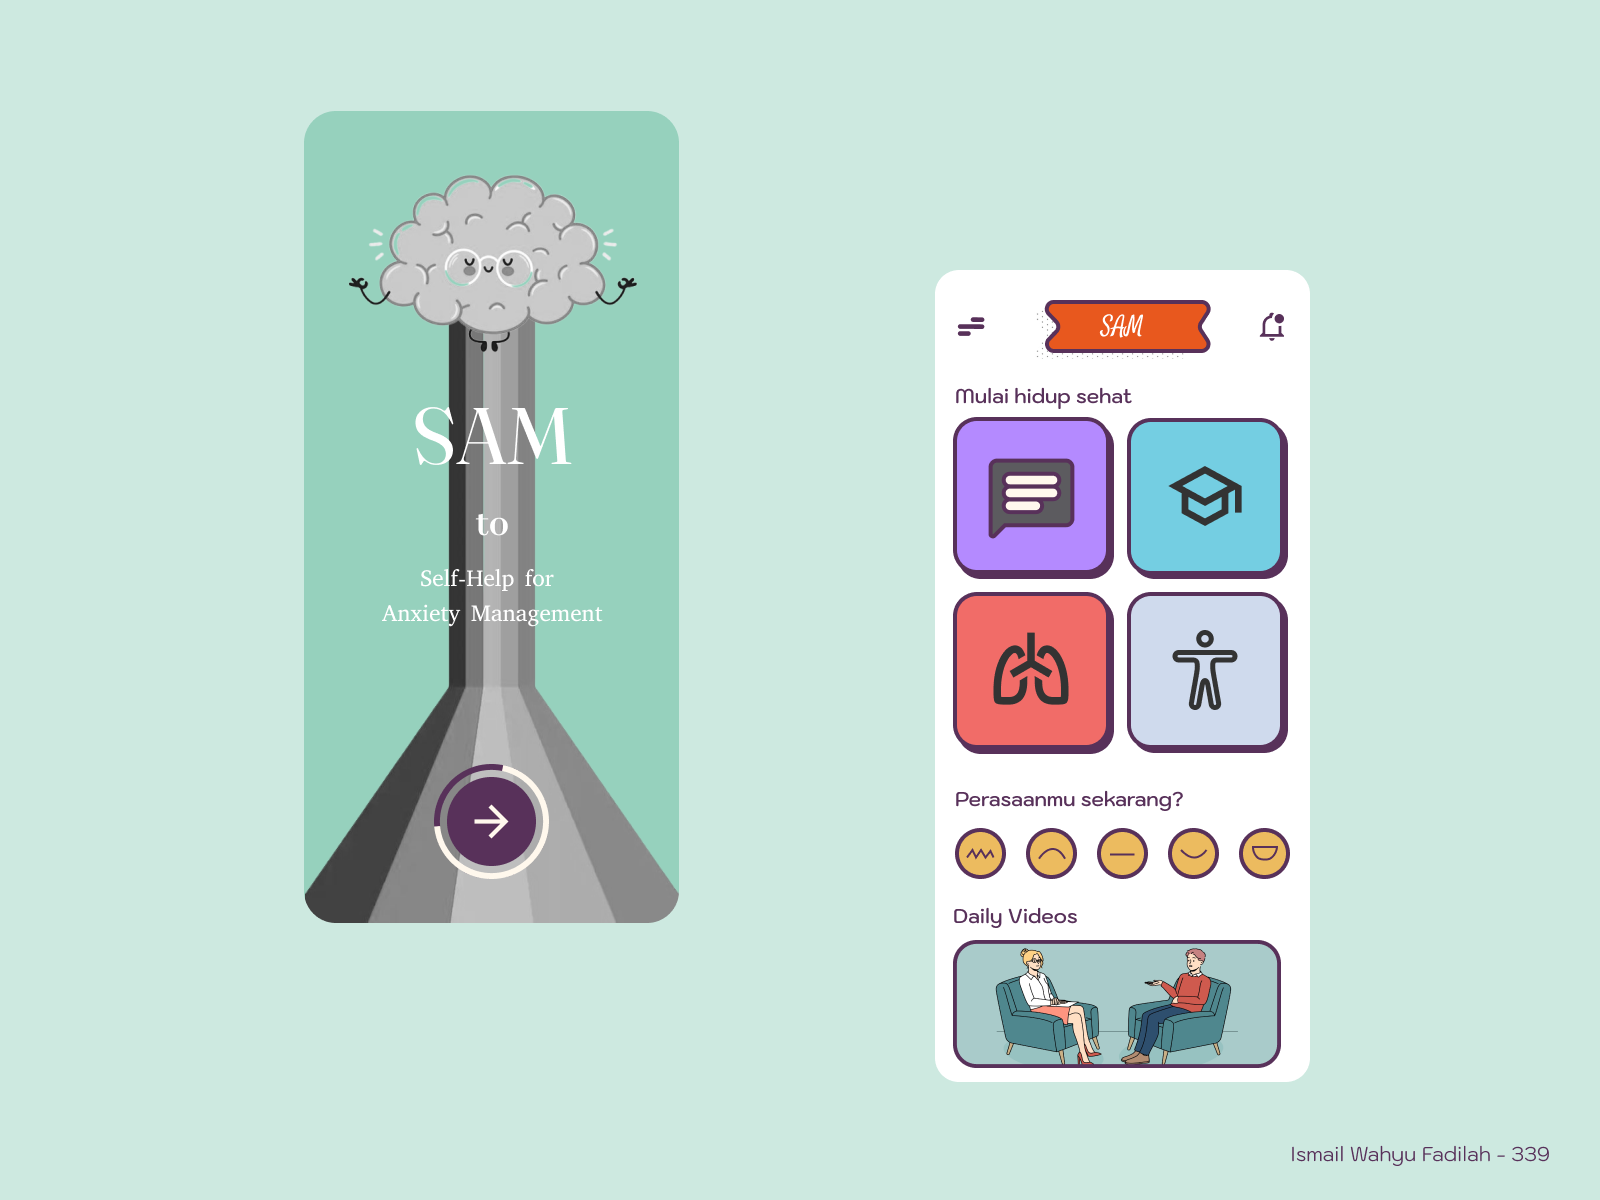 SAM
to
Self-Help for
Anxiety Management
SAM
Mulai hidup sehat
Perasaanmu sekarang?
Daily Videos
Ismail Wahyu Fadilah - 339